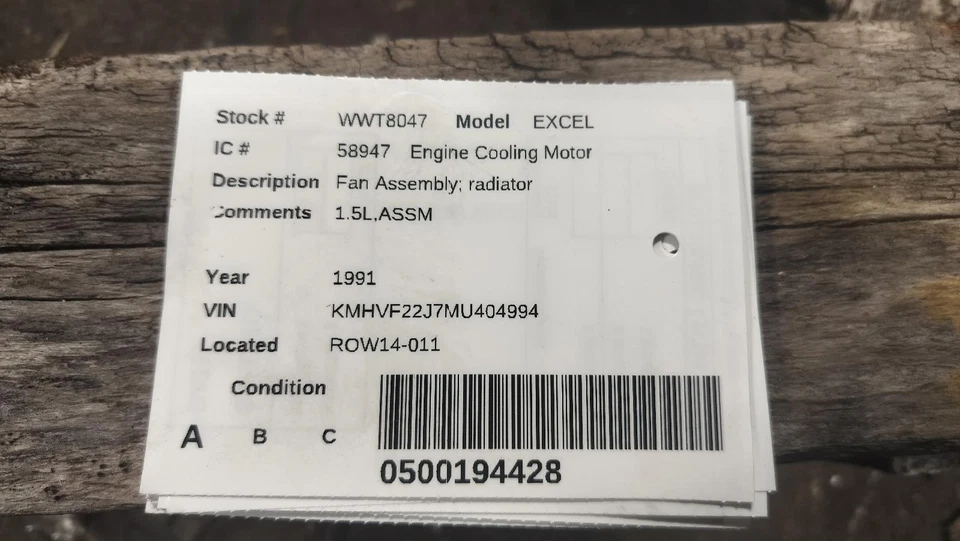 Stock # WWT8047 Model EXCEL
IC # 58947 Engine Cooling Motor
Description Fan Assembly; radiator
Comments 1.5L,ASSM
Year 1991
VIN KMHVF22J7MU404994
Located ROW14-011
Condition
A B C
0500194428